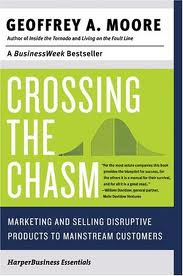 GEOFFREY A. MOORE
Author of Inside the Tornado and Living on the Fault Line
A BUSINESSWEEK Bestseller
CROSSING
THE
CHASM
"For the most astute companies this book
provides the blueprint for success, for
the others it is a manual for their survival,
and for all it is a great read."
—William Davidow, general partner,
Mohr Davidow Ventures
MARKETING AND SELLING DISRUPTIVE
PRODUCTS TO MAINSTREAM CUSTOMERS
HarperBusiness Essentials